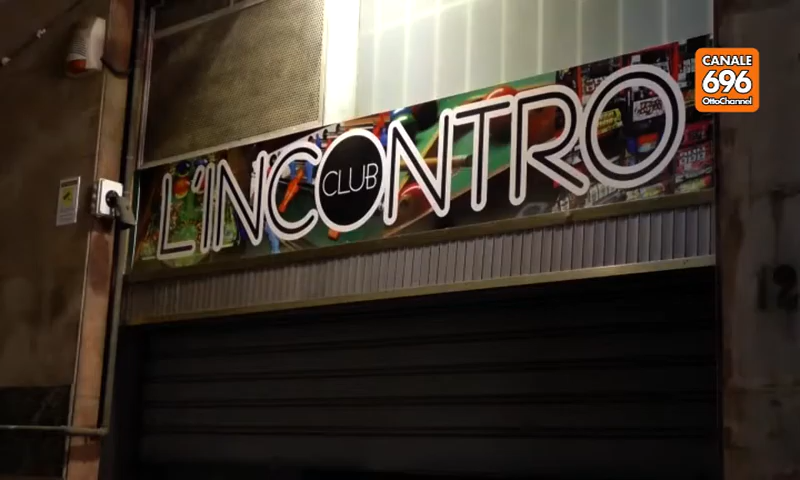 CANALE
696
OttoChannel
L'INCONTRO
CLUB
12